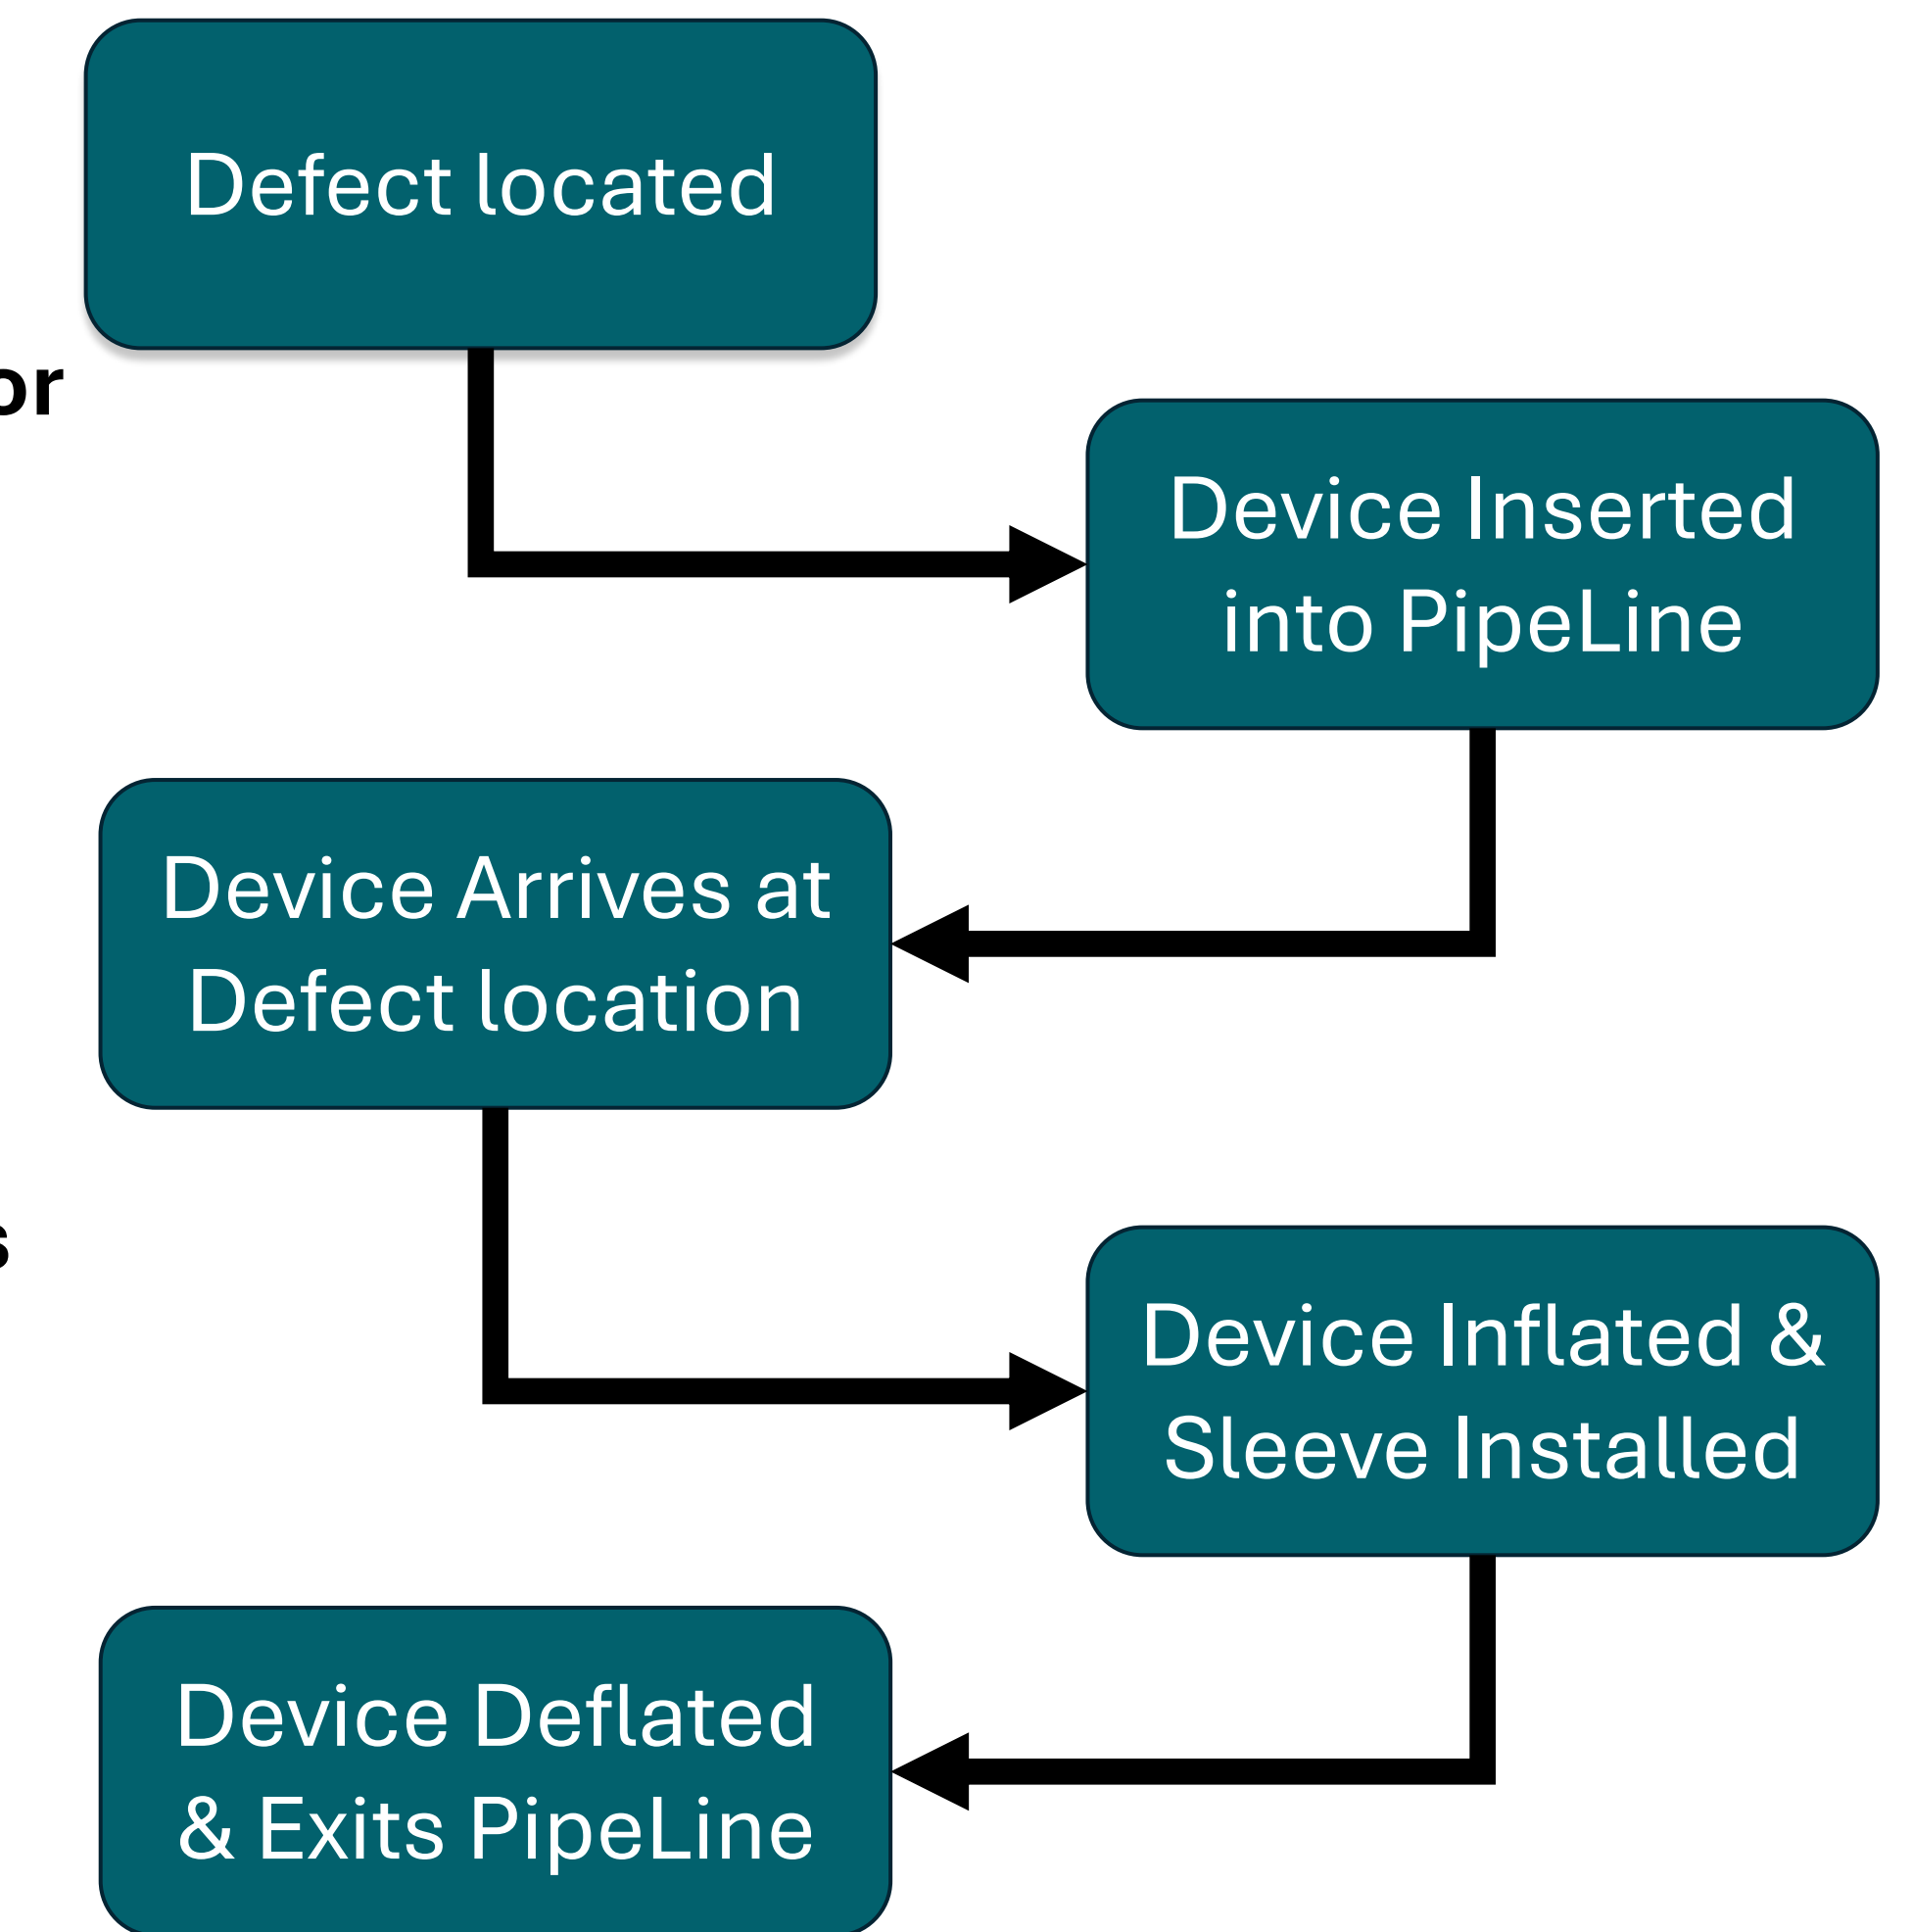 Defect located
Device Inserted
into PipeLine
Device Arrives at
Defect location
Device Inflated &
Sleeve Installed
Device Deflated
& Exits PipeLine